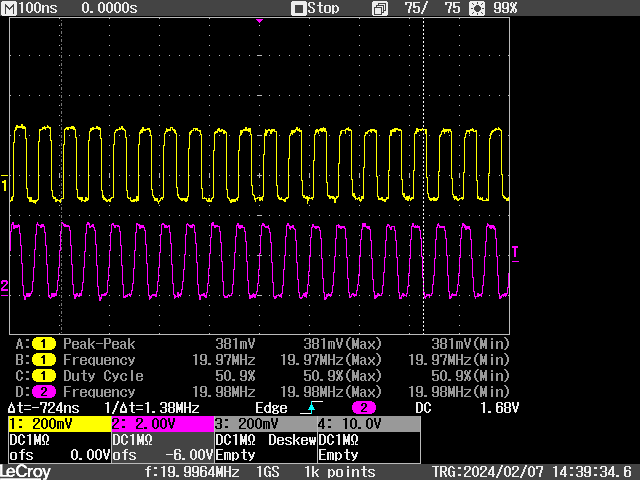 M 100ns 0.0000s Stop 75/ 75 99%
1
T
2
A: 1 Peak-Peak 381mV 381mV(Max) 381mV(Min)
B: 1 Frequency 19.97MHz 19.97MHz(Max) 19.97MHz(Min)
C: 1 Duty Cycle 50.9% 50.9%(Max) 50.9%(Min)
D: 2 Frequency 19.98MHz 19.98MHz(Max) 19.98MHz(Min)
Δt=-724ns 1/Δt=1.38MHz Edge 2 DC 1.68V
1: 200mV 2: 2.00V 3: 200mV 4: 10.0V
DC1MΩ DC1MΩ DC1MΩ Deskew DC1MΩ
ofs 0.00V ofs -6.00V Empty Empty
LeCroy f:19.9964MHz 1GS 1k points TRG:2024/02/07 14:39:34.6